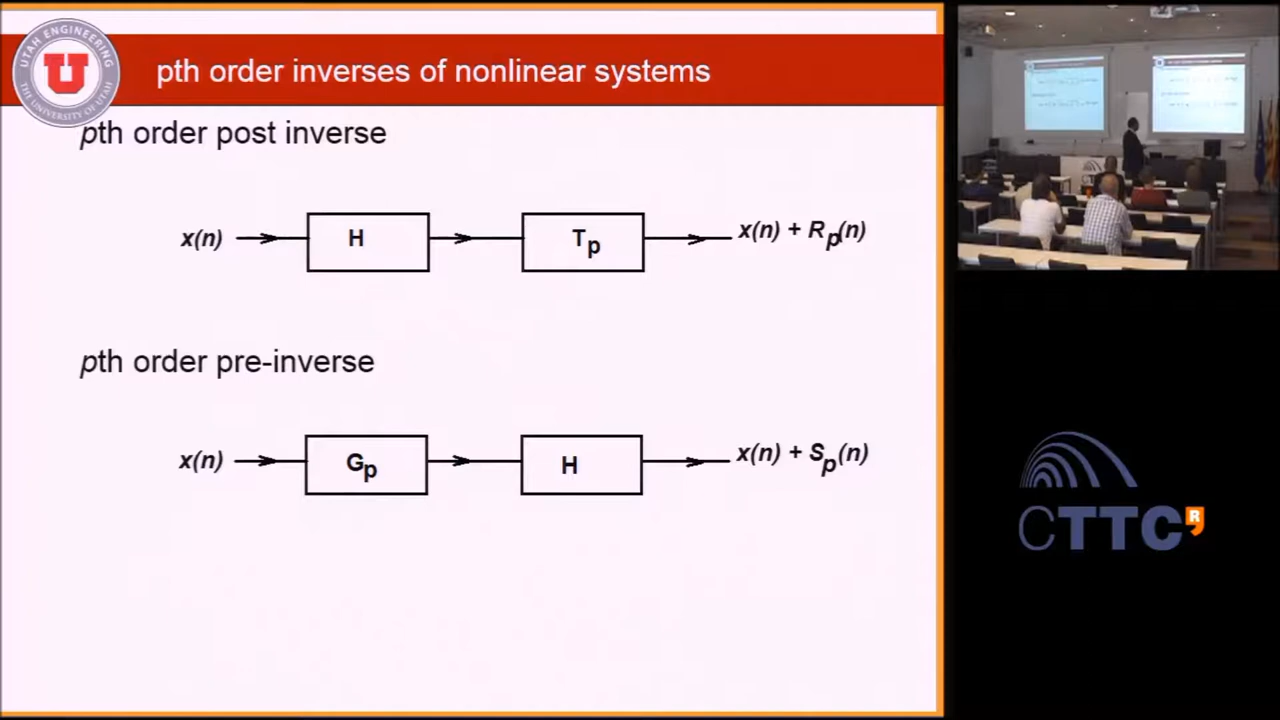 UTAH ENGINEERING
U
THE UNIVERSITY OF UTAH
pth order inverses of nonlinear systems
pth order post inverse
x(n)
H
Tp
x(n) + Rp(n)
pth order pre-inverse
x(n)
Gp
H
x(n) + Sp(n)
CTTC
R